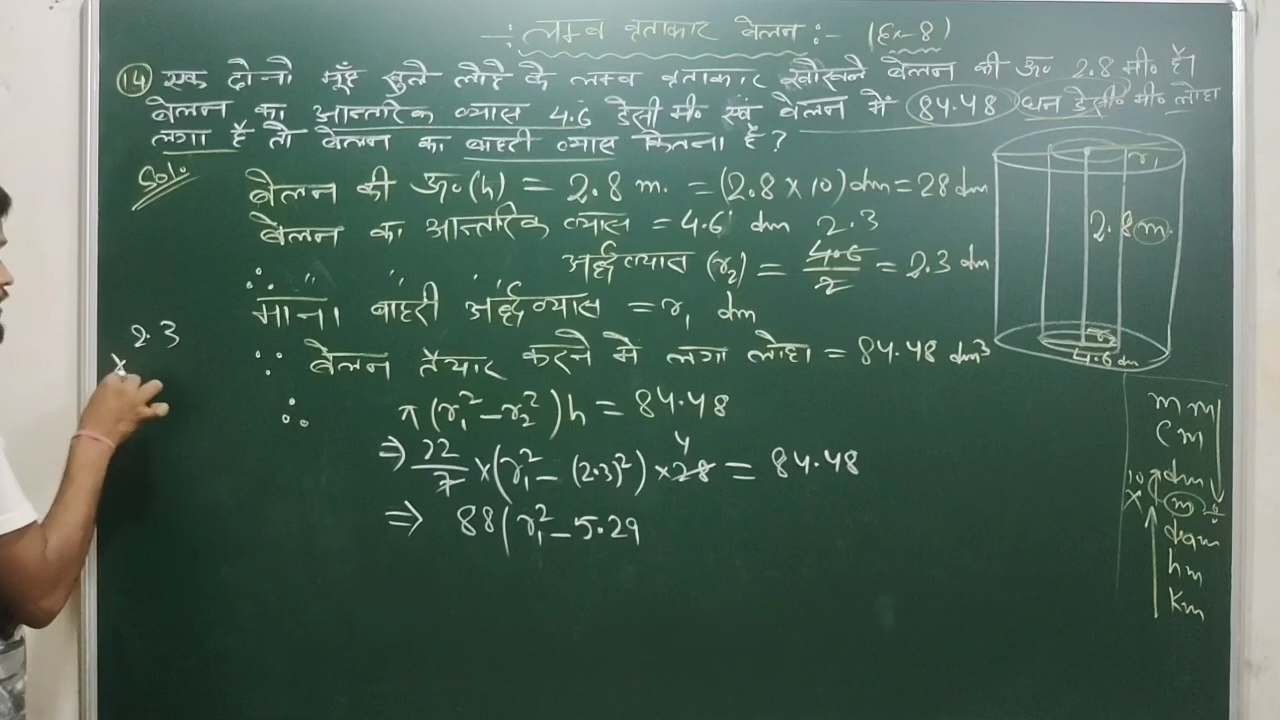 -: लम्ब वृताकार बेलन :- (Ex-8)
14) एक दोनो मूँह खुले लोहे के लम्ब वृताकार खोखले बेलन की ऊ० 2.8 मी० हैं।
बेलन का आन्तरिक व्यास 4.6 डेसी मी० एवं बेलन में 84.48 घन डेसी० मी० लोहा
लगा हैं तो बेलन का बाहरी व्यास कितना हैं ?
Sol:
बेलन की ऊ० (h) = 2.8 m. = (2.8 × 10) dm = 28 dm
बेलन का आन्तरिक व्यास = 4.6 dm
∴ " " " अर्द्धव्यास (r₂) = 4.6/2 = 2.3 dm
2.3
माना बाहरी अर्द्धव्यास = r₁ dm
∵ बेलन तैयार करने में लगा लोहा = 84.48 dm³
∴ π(r₁² - r₂²)h = 84.48
⇒ 22/7 × (r₁² - (2.3)²) × 28 = 84.48
4
⇒ 88(r₁² - 5.29
2.3
×
r₁
2.8 m
r₂
4.6 dm
mm
cm
10 dm
× m ÷
dam
hm
km